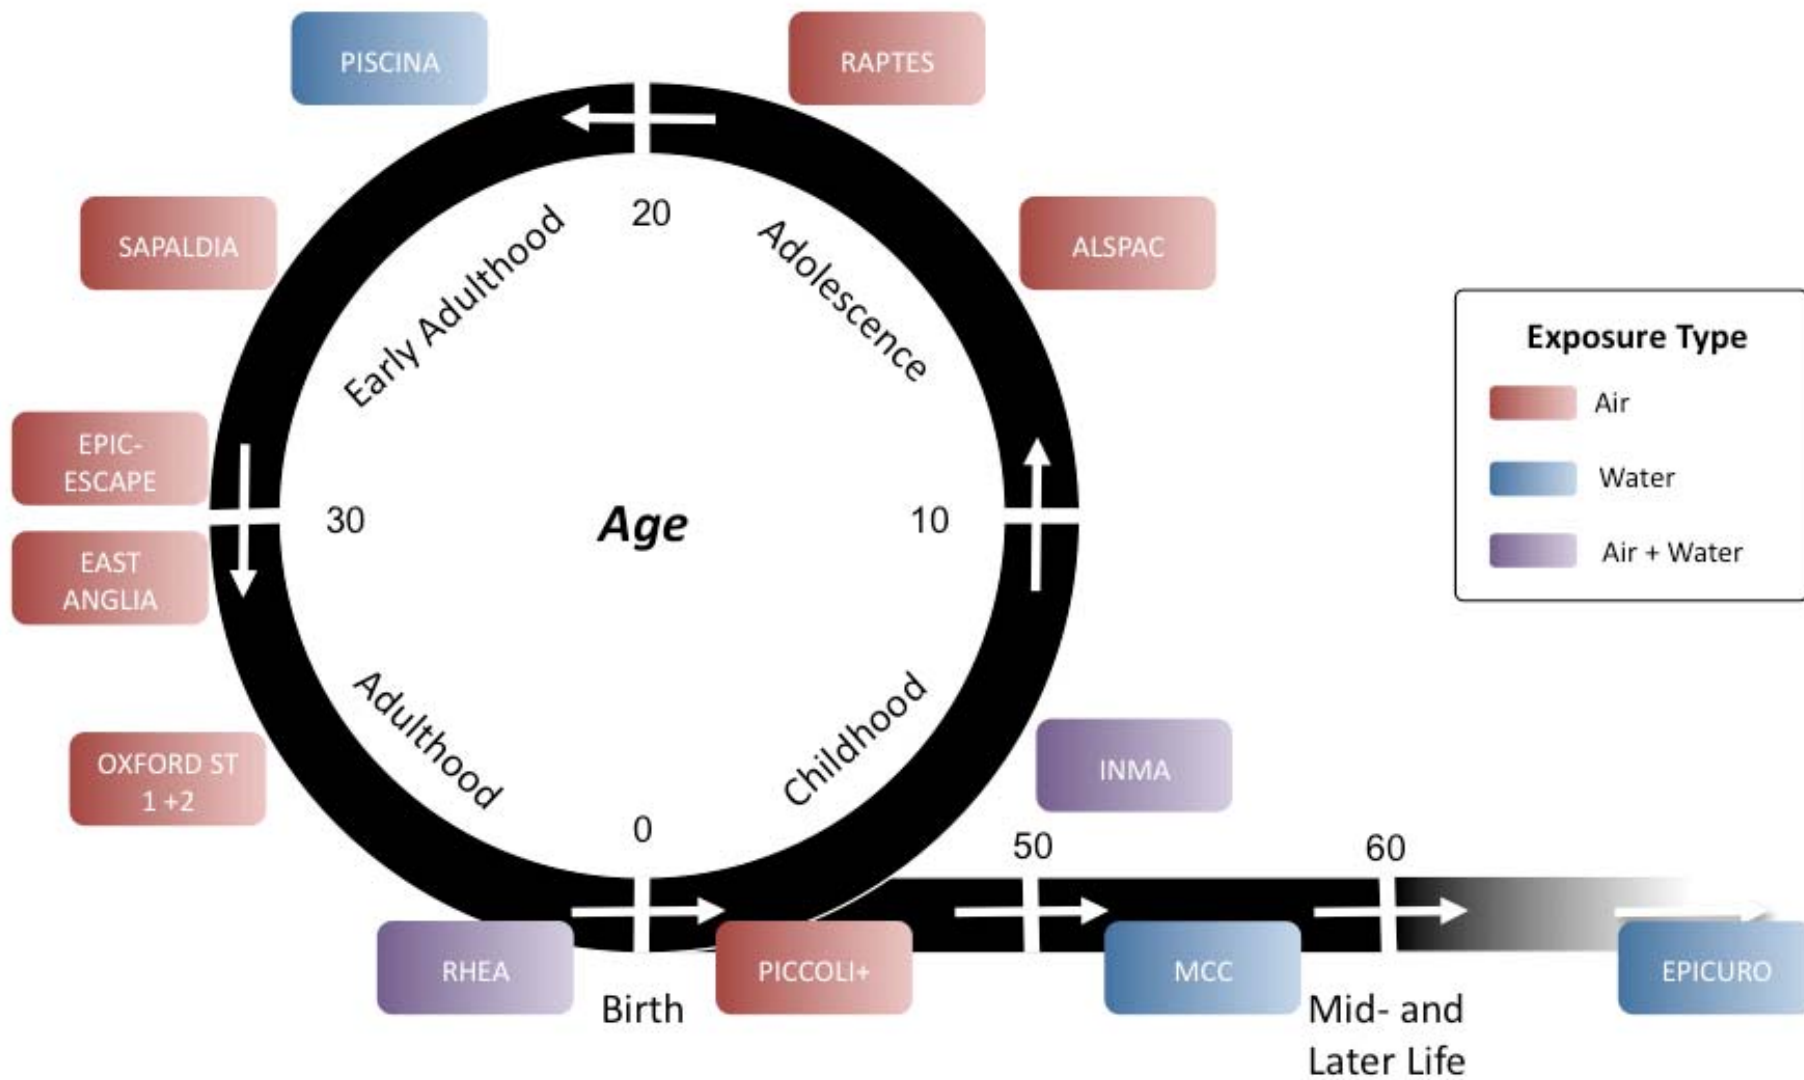 PISCINA
RAPTES
SAPALDIA
20
ALSPAC
Early Adulthood
Adolescence
Exposure Type
Air
Water
Air + Water
EPIC-
ESCAPE
30
Age
10
EAST
ANGLIA
Adulthood
Childhood
OXFORD ST
1 +2
INMA
0
50
60
RHEA
PICCOLI+
MCC
EPICURO
Birth
Mid- and
Later Life